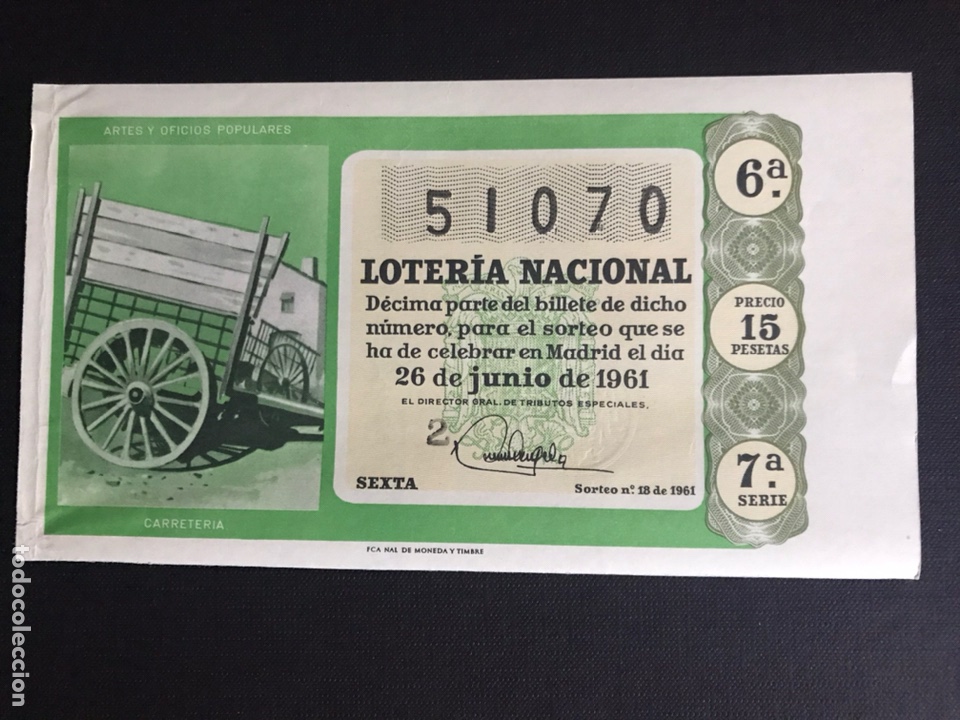 ARTES Y OFICIOS POPULARES
51070
LOTERÍA NACIONAL
Décima parte del billete de dicho
número, para el sorteo que se
ha de celebrar en Madrid el dia
26 de junio de 1961
EL DIRECTOR GRAL. DE TRIBUTOS ESPECIALES,
2
SEXTA
Sorteo nº. 18 de 1961
CARRETERIA
FCA NAL DE MONEDA Y TIMBRE
6ª.
PRECIO
15
PESETAS
7ª.
SERIE
todocoleccion